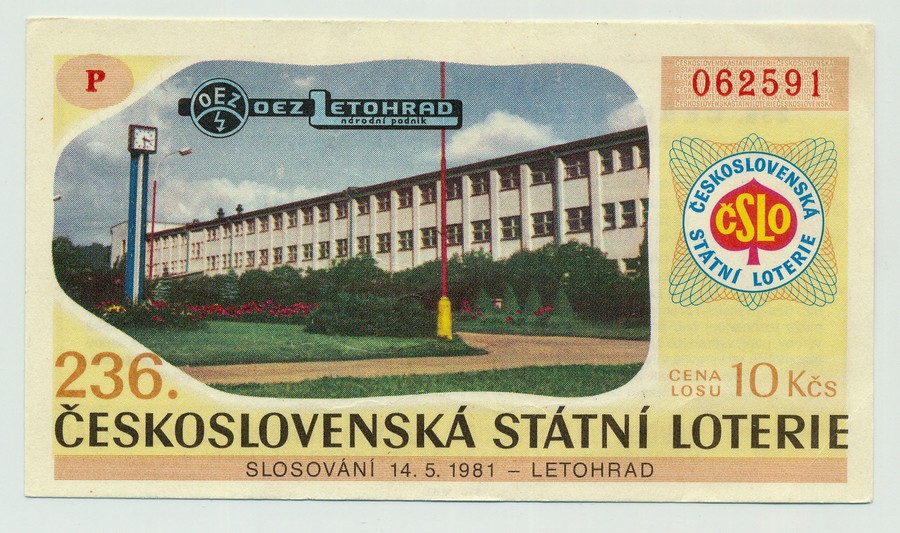 P
OEZ
OEZ LETOHRAD
národní podnik
062591
ČESKOSLOVENSKÁ
STÁTNÍ LOTERIE
ČSLO
236.
CENA
LOSU 10 Kčs
ČESKOSLOVENSKÁ STÁTNÍ LOTERIE
SLOSOVÁNÍ 14. 5. 1981 – LETOHRAD